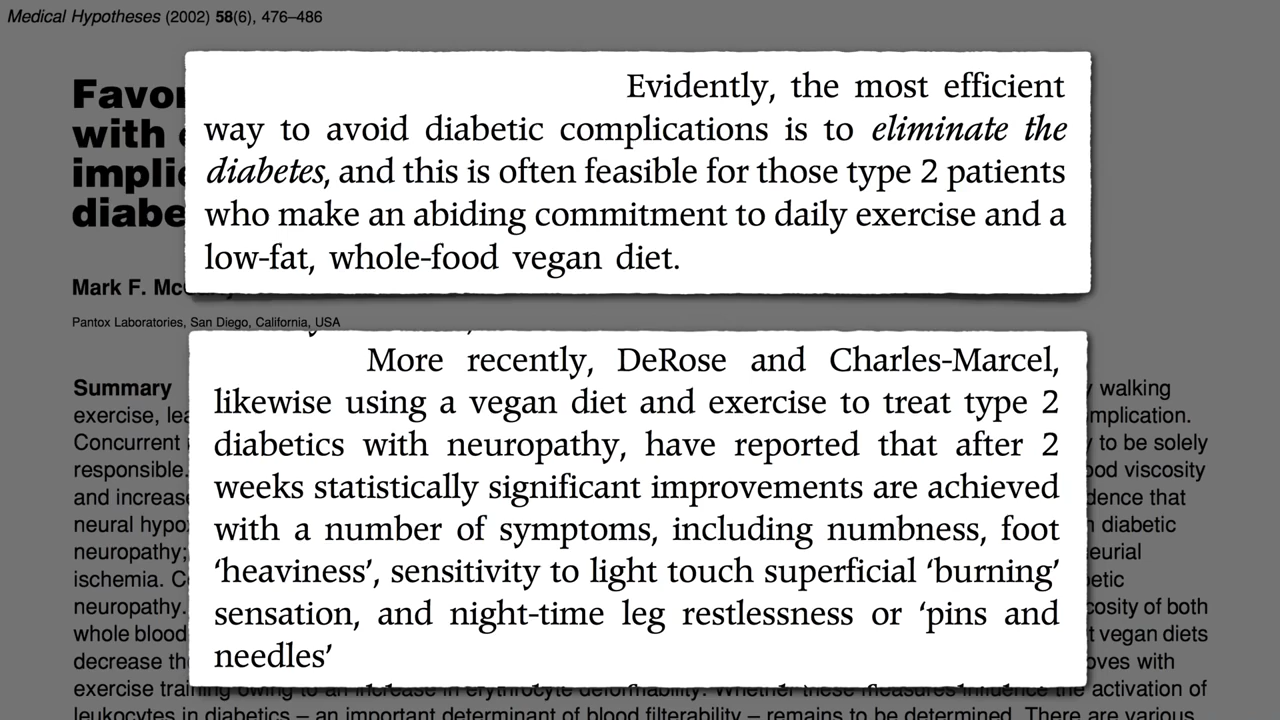 Medical Hypotheses (2002) 58(6), 476–486
Evidently, the most efficient
way to avoid diabetic complications is to eliminate the
diabetes, and this is often feasible for those type 2 patients
who make an abiding commitment to daily exercise and a
low-fat, whole-food vegan diet.
Favor
with
impli
diabe
Mark F. Mc
Pantox Laboratories, San Diego, California, USA
More recently, DeRose and Charles-Marcel,
likewise using a vegan diet and exercise to treat type 2
diabetics with neuropathy, have reported that after 2
weeks statistically significant improvements are achieved
with a number of symptoms, including numbness, foot
‘heaviness’, sensitivity to light touch superficial ‘burning’
sensation, and night-time leg restlessness or ‘pins and
needles’
Summary walking
exercise, lea mplication.
Concurrent y to be solely
responsible. ood viscosity
and increase dence that
neural hypo n diabetic
neuropathy; eurial
ischemia. C betic
neuropathy. cosity of both
whole blood t vegan diets
decrease th oves with
exercise training owing to an increase in erythrocyte deformability. Whether these measures influence the activation of
leukocytes in diabetics – an important determinant of blood filterability – remains to be determined. There are various